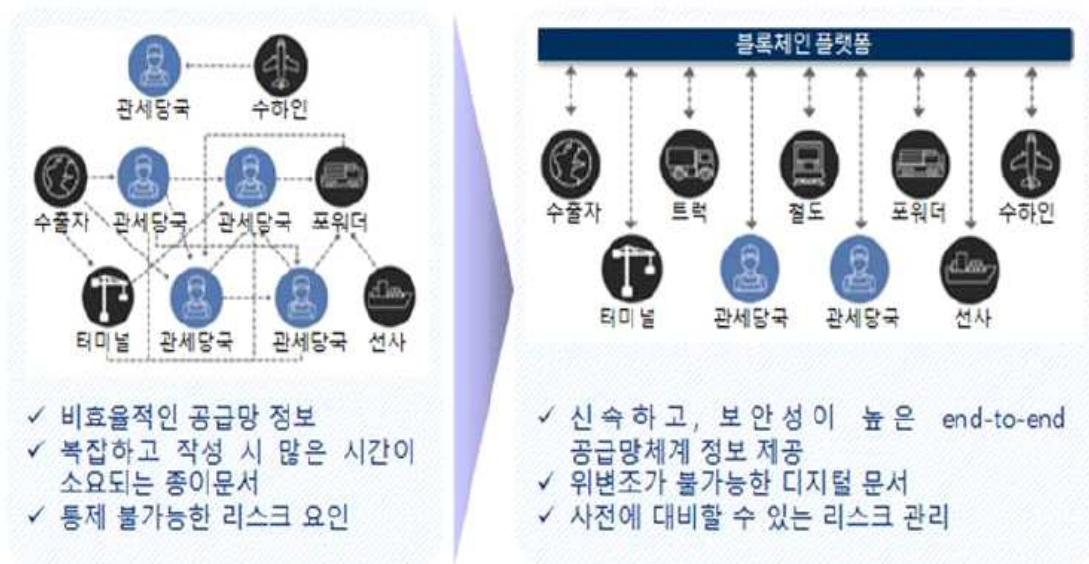 관세당국 수하인
수출자 관세당국 관세당국 포워더
터미널 관세당국 관세당국 선사
✓ 비효율적인 공급망 정보
✓ 복잡하고 작성 시 많은 시간이
소요되는 종이문서
✓ 통제 불가능한 리스크 요인
블록체인 플랫폼
수출자 트럭 철도 포워더 수하인
터미널 관세당국 관세당국 선사
✓ 신속하고, 보안성이 높은 end-to-end
공급망체계 정보 제공
✓ 위변조가 불가능한 디지털 문서
✓ 사전에 대비할 수 있는 리스크 관리